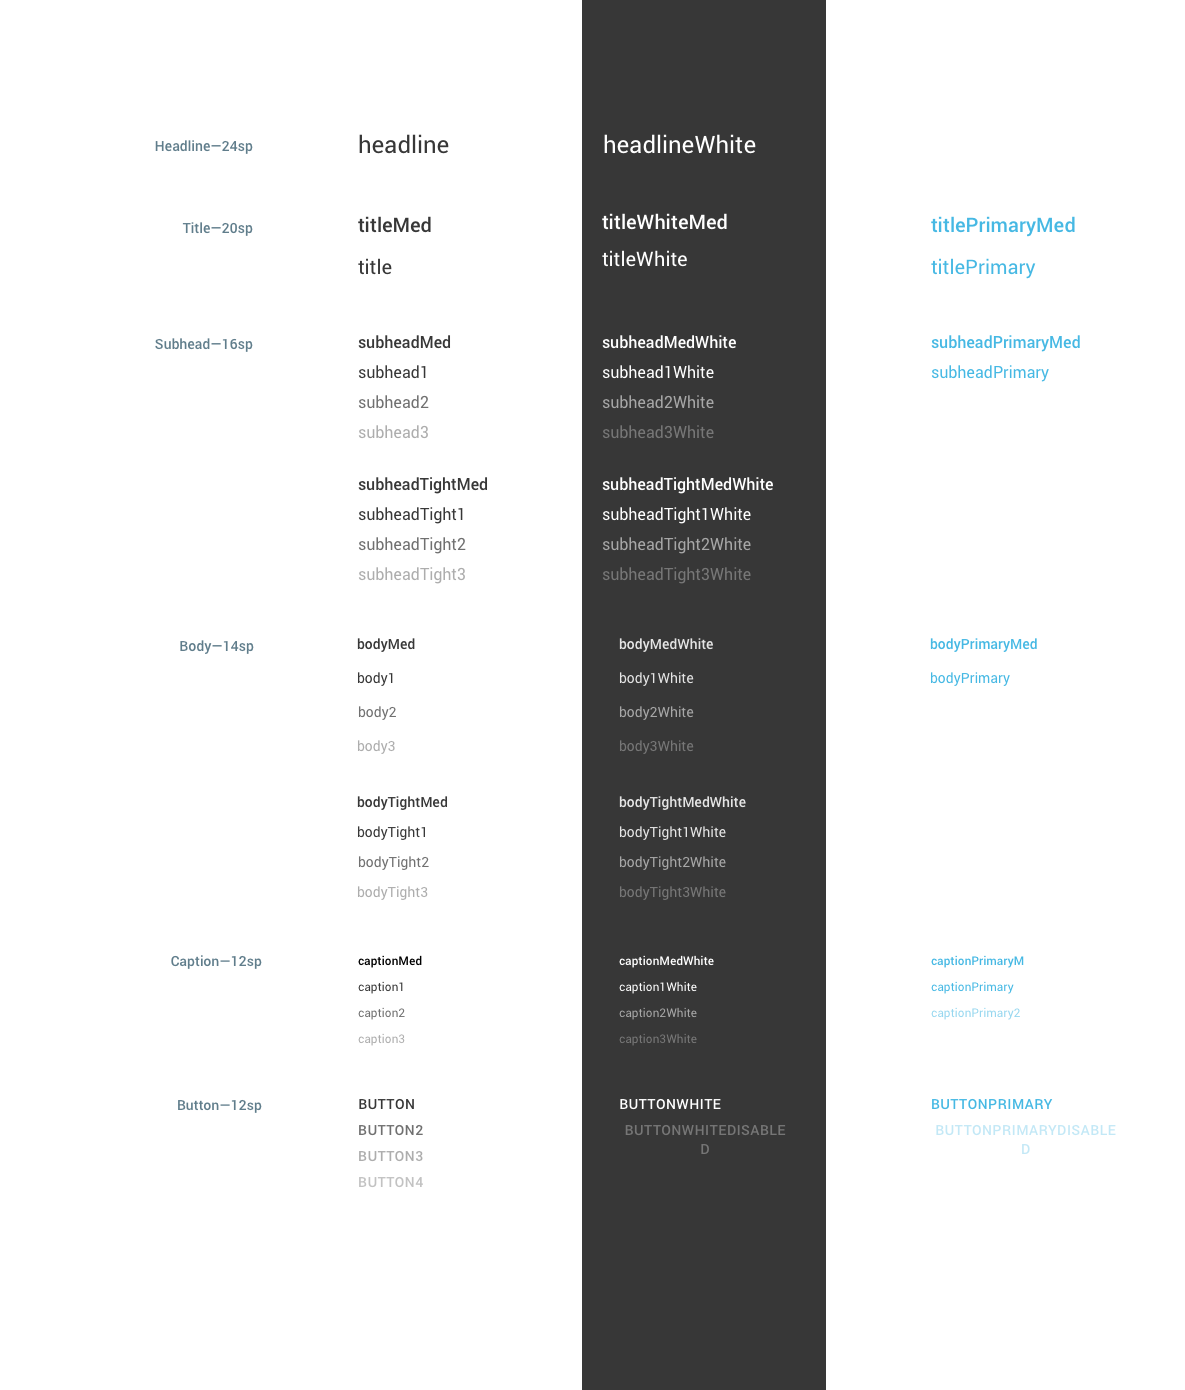 Headline—24sp
headline
headlineWhite
Title—20sp
titleMed
titleWhiteMed
titlePrimaryMed
title
titleWhite
titlePrimary
Subhead—16sp
subheadMed
subheadMedWhite
subheadPrimaryMed
subhead1
subhead1White
subheadPrimary
subhead2
subhead2White
subhead3
subhead3White
subheadTightMed
subheadTightMedWhite
subheadTight1
subheadTight1White
subheadTight2
subheadTight2White
subheadTight3
subheadTight3White
Body—14sp
bodyMed
bodyMedWhite
bodyPrimaryMed
body1
body1White
bodyPrimary
body2
body2White
body3
body3White
bodyTightMed
bodyTightMedWhite
bodyTight1
bodyTight1White
bodyTight2
bodyTight2White
bodyTight3
bodyTight3White
Caption—12sp
captionMed
captionMedWhite
captionPrimaryM
caption1
caption1White
captionPrimary
caption2
caption2White
captionPrimary2
caption3
caption3White
Button—12sp
BUTTON
BUTTONWHITE
BUTTONPRIMARY
BUTTON2
BUTTONWHITEDISABLE
D
BUTTONPRIMARYDISABLE
D
BUTTON3
BUTTON4